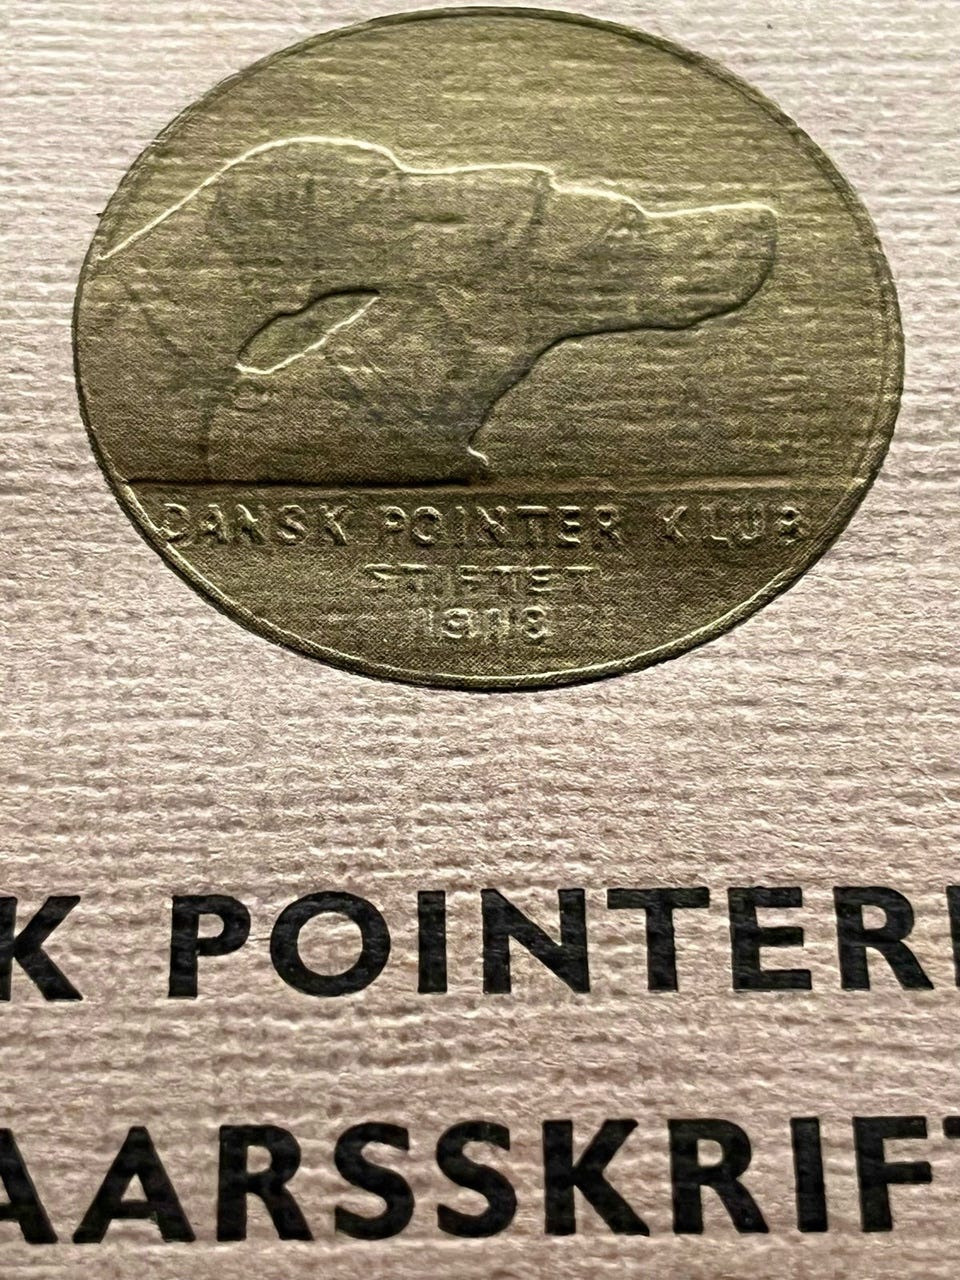 DANSK POINTER KLUB
STIFTET
1918
K POINTER
AARSSKRIFT